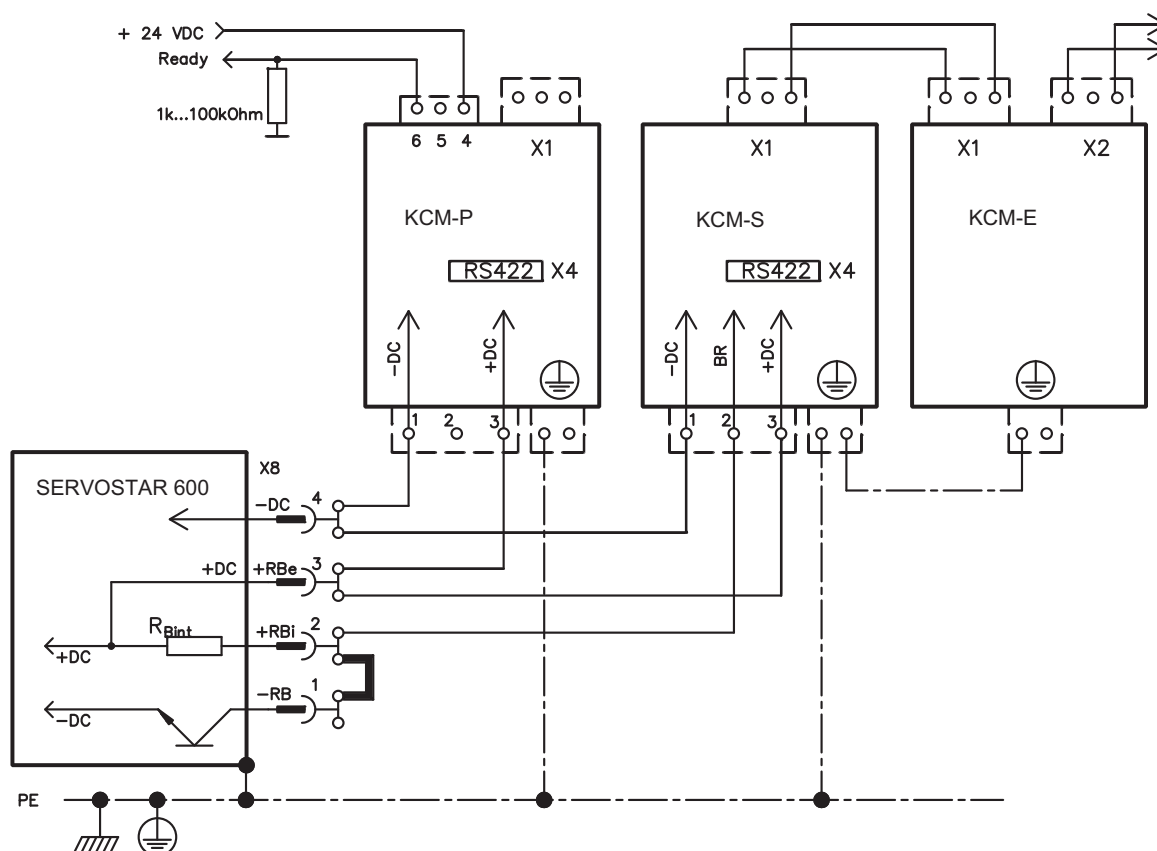 + 24 VDC
Ready
1k...100kOhm
6 5 4
X1
X1
X1
X2
KCM-P
KCM-S
KCM-E
RS422 X4
RS422 X4
-DC
+DC
-DC
BR
+DC
1 2 3
1 2 3
X8
SERVOSTAR 600
-DC 4
+DC +RBe 3
RBint
+RBi 2
+DC
-RB 1
-DC
PE